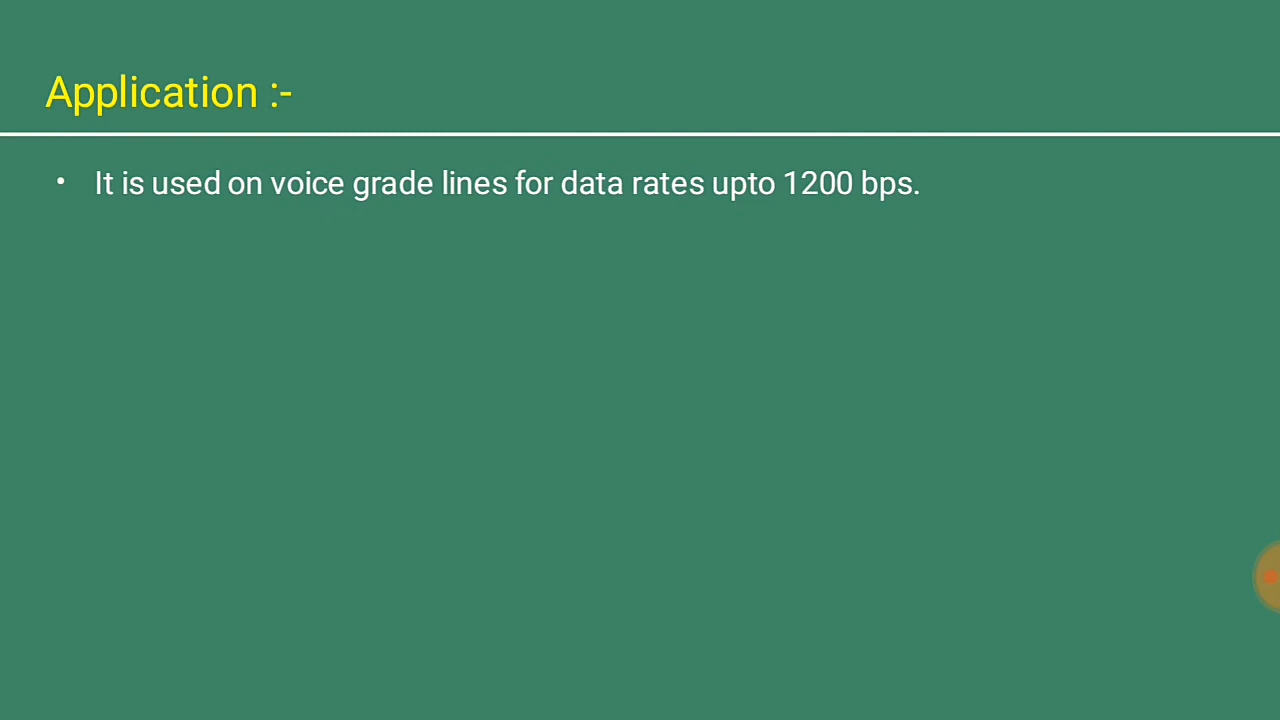 Application :-
• It is used on voice grade lines for data rates upto 1200 bps.